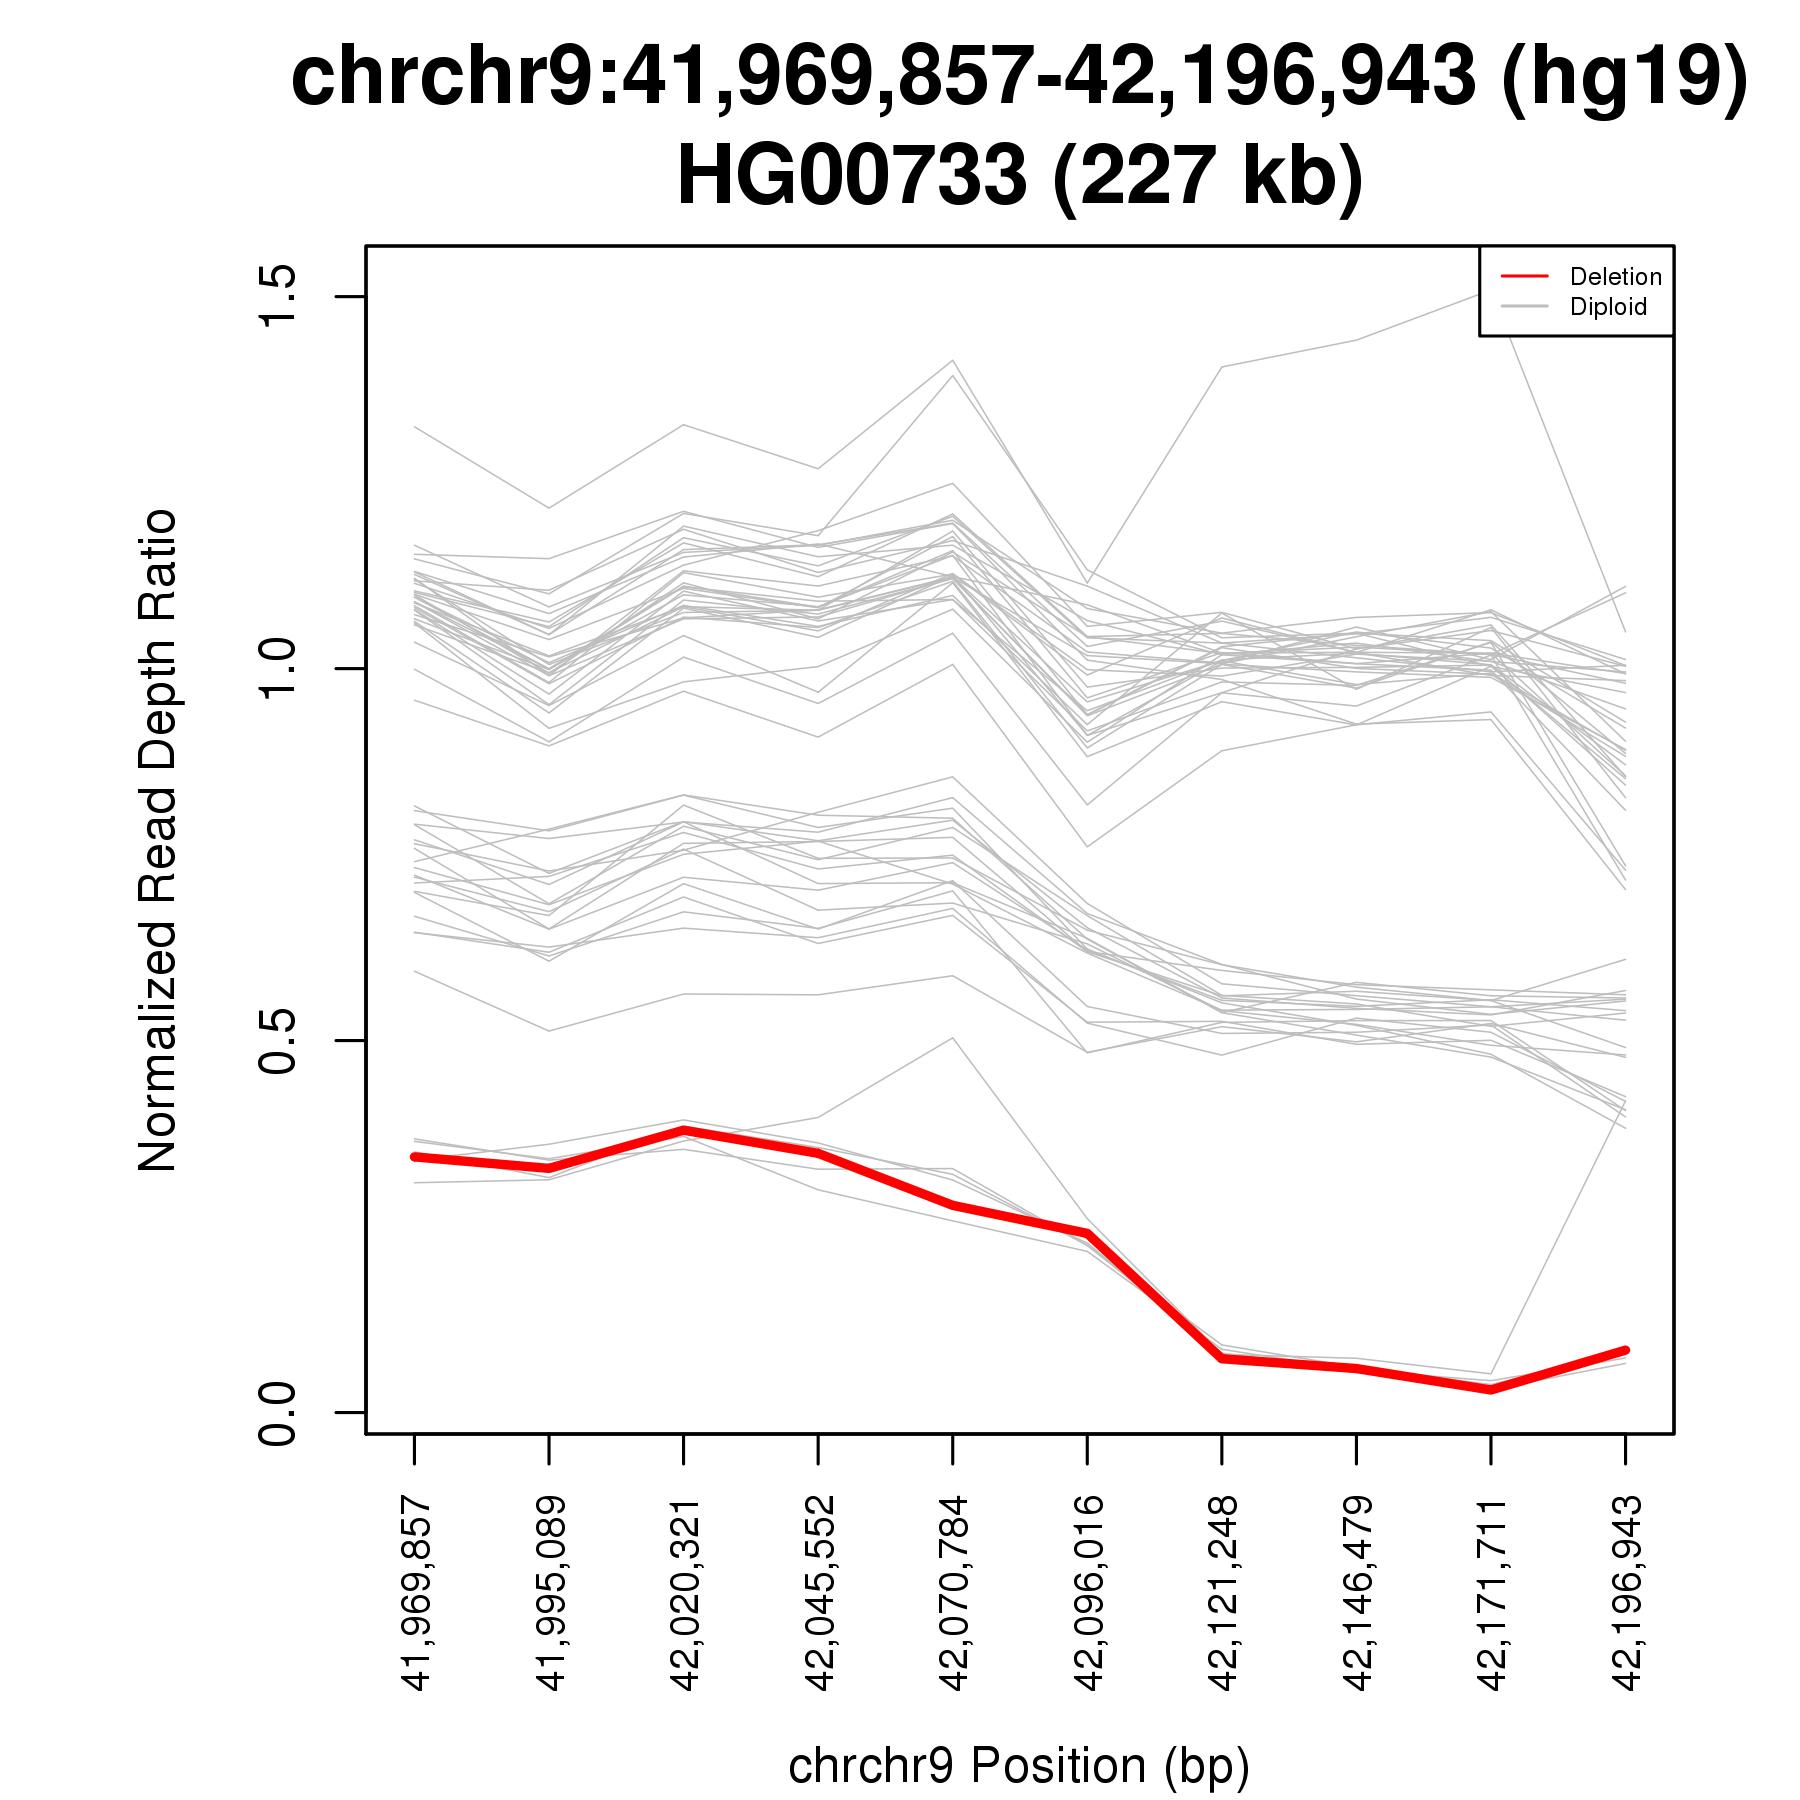 chrchr9:41,969,857-42,196,943 (hg19)
HG00733 (227 kb)
Deletion
Diploid
Normalized Read Depth Ratio
1.5
1.0
0.5
0.0
41,969,857
41,995,089
42,020,321
42,045,552
42,070,784
42,096,016
42,121,248
42,146,479
42,171,711
42,196,943
chrchr9 Position (bp)